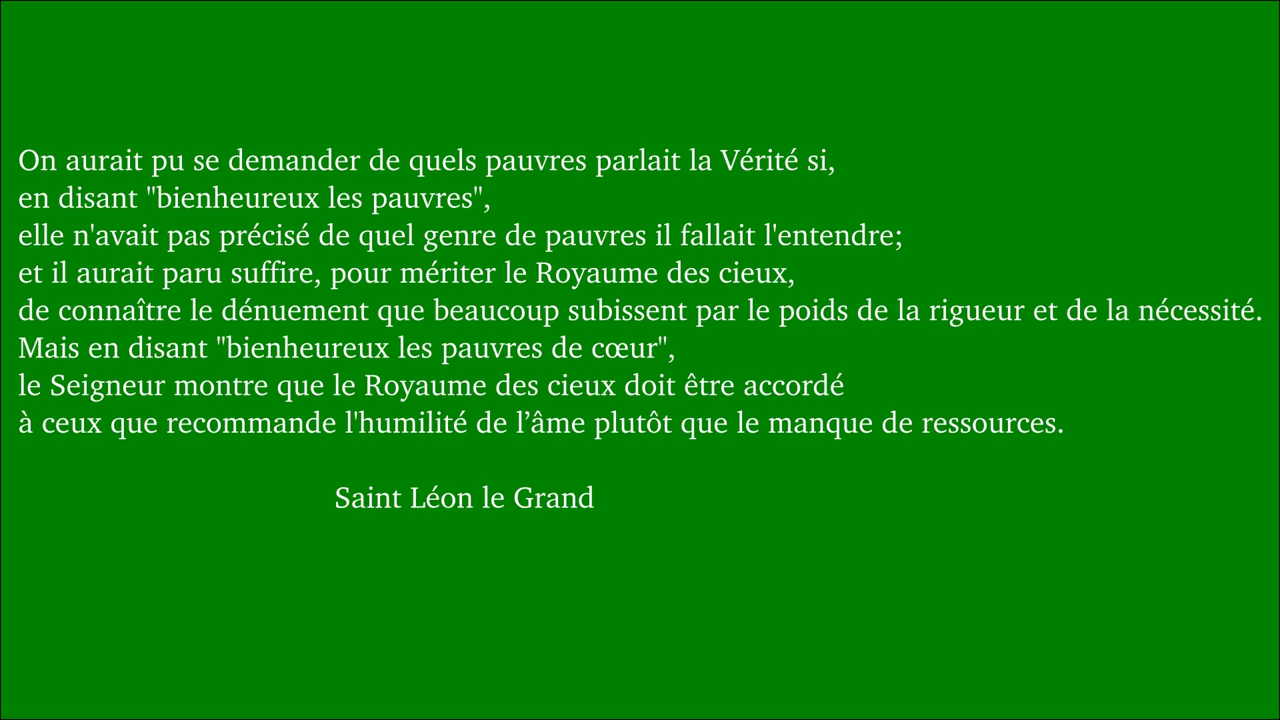 On aurait pu se demander de quels pauvres parlait la Vérité si,
en disant "bienheureux les pauvres",
elle n'avait pas précisé de quel genre de pauvres il fallait l'entendre;
et il aurait paru suffire, pour mériter le Royaume des cieux,
de connaître le dénuement que beaucoup subissent par le poids de la rigueur et de la nécessité.
Mais en disant "bienheureux les pauvres de cœur",
le Seigneur montre que le Royaume des cieux doit être accordé
à ceux que recommande l'humilité de l’âme plutôt que le manque de ressources.
Saint Léon le Grand